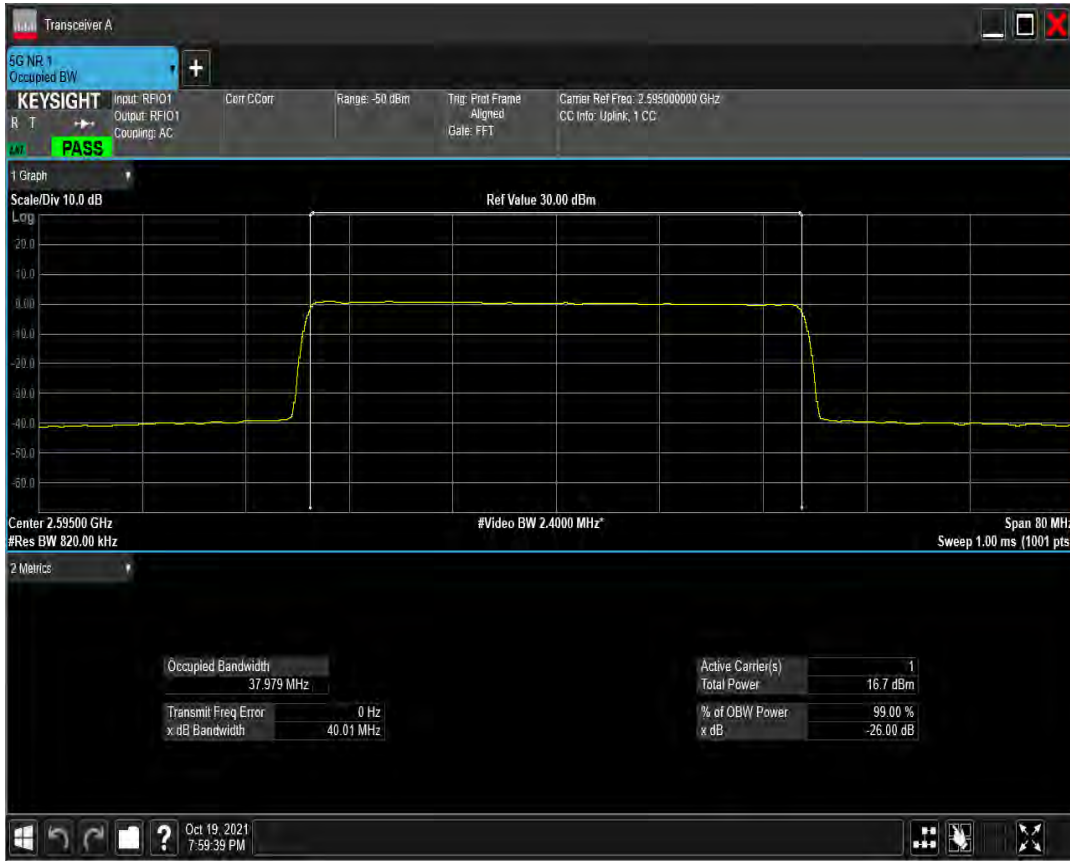 Transceiver A
5G NR 1
Occupied BW
+
KEYSIGHT
R T
PASS
Input: RFIO1
Output: RFIO1
Coupling: AC
Corr CCorr
Range: -50 dBm
Trig: Prot Frame
Aligned
Gate: FFT
Carrier Ref Freq: 2.595000000 GHz
CC Info: Uplink, 1 CC
1 Graph
Scale/Div 10.0 dB
Ref Value 30.00 dBm
Log
20.0
10.0
0.00
-10.0
-20.0
-30.0
-40.0
-50.0
-60.0
Center 2.59500 GHz
#Video BW 2.4000 MHz*
Span 80 MHz
#Res BW 820.00 kHz
Sweep 1.00 ms (1001 pts
2 Metrics
Occupied Bandwidth
37.979 MHz
Transmit Freq Error 0 Hz
x dB Bandwidth 40.01 MHz
Active Carrier(s) 1
Total Power 16.7 dBm
% of OBW Power 99.00 %
x dB -26.00 dB
?
Oct 19, 2021
7:59:39 PM